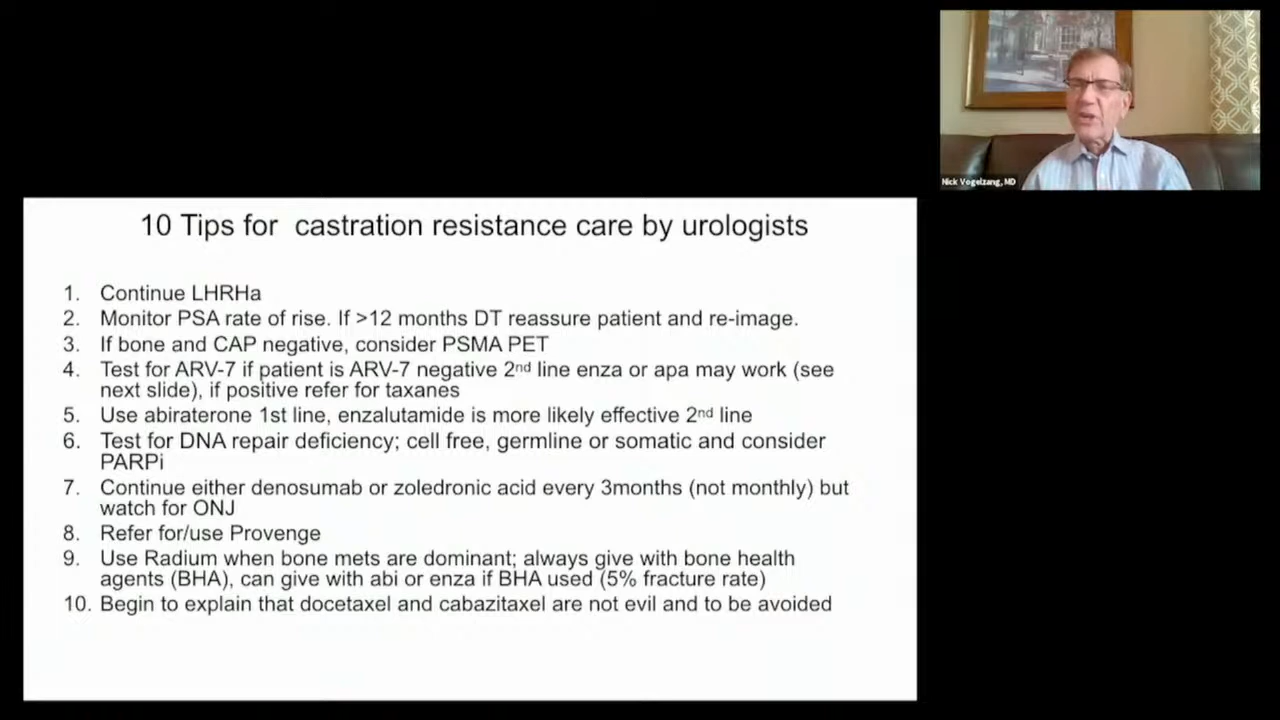 Nick Vogelzang, MD
10 Tips for castration resistance care by urologists
1. Continue LHRHa
2. Monitor PSA rate of rise. If >12 months DT reassure patient and re-image.
3. If bone and CAP negative, consider PSMA PET
4. Test for ARV-7 if patient is ARV-7 negative 2nd line enza or apa may work (see
next slide), if positive refer for taxanes
5. Use abiraterone 1st line, enzalutamide is more likely effective 2nd line
6. Test for DNA repair deficiency; cell free, germline or somatic and consider
PARPi
7. Continue either denosumab or zoledronic acid every 3months (not monthly) but
watch for ONJ
8. Refer for/use Provenge
9. Use Radium when bone mets are dominant; always give with bone health
agents (BHA), can give with abi or enza if BHA used (5% fracture rate)
10. Begin to explain that docetaxel and cabazitaxel are not evil and to be avoided